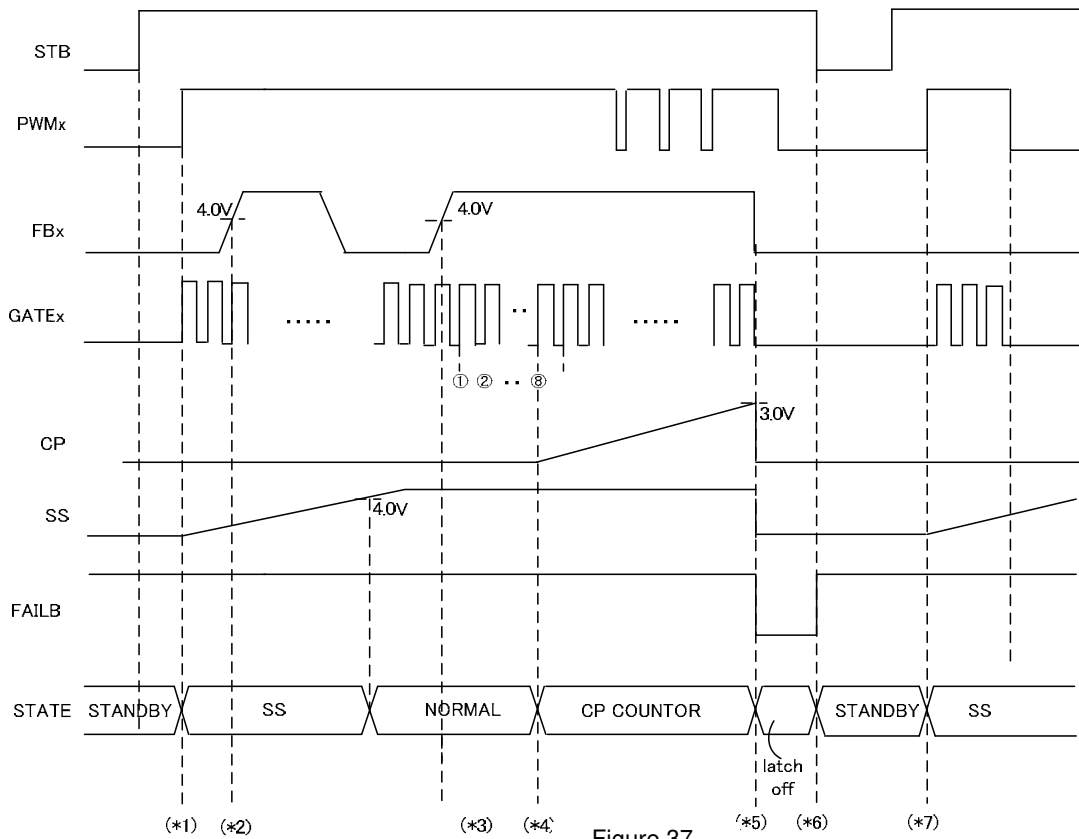 STB
PWMx
4.0V
4.0V
FBx
GATEx
..... .. .....
① ② .. ⑧
3.0V
CP
4.0V
SS
FAILB
STATE STANDBY SS NORMAL CP COUNTOR STANDBY SS
latch
off
(*1) (*2) (*3) (*4) (*5) (*6) (*7)
Figure 37